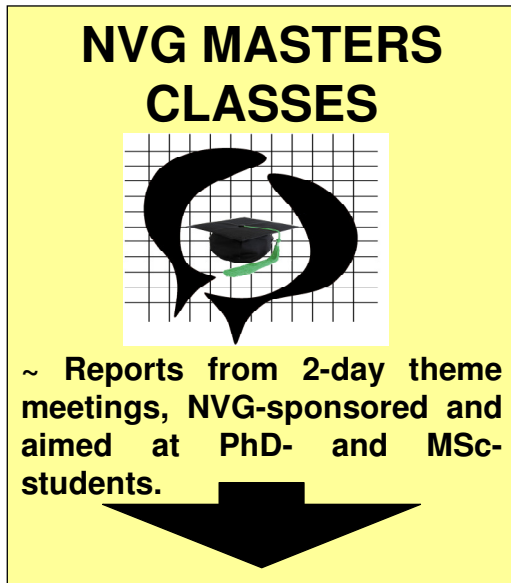 NVG MASTERS
CLASSES
~ Reports from 2-day theme
meetings, NVG-sponsored and
aimed at PhD- and MSc-
students.